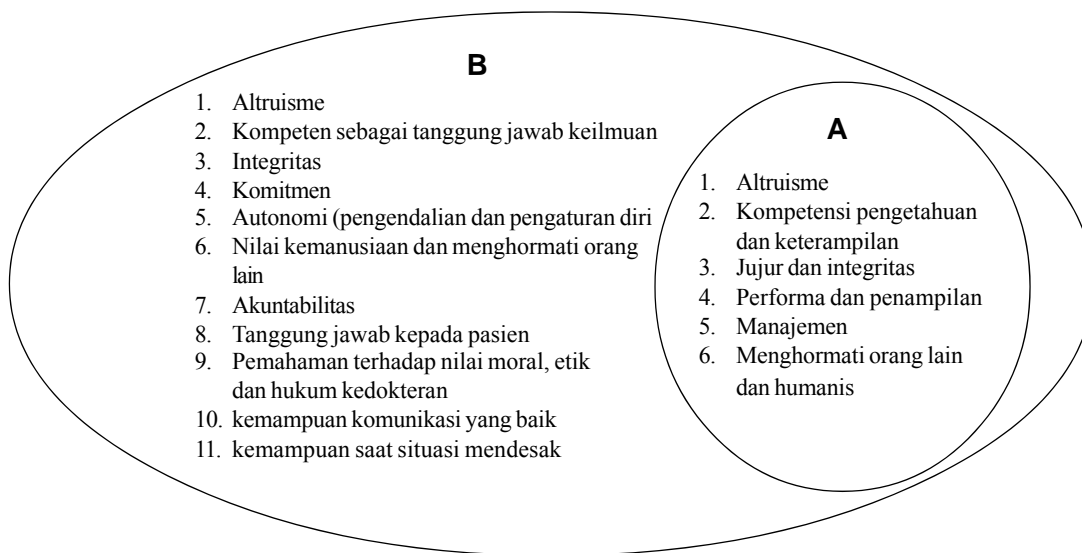 B
1. Altruisme
2. Kompeten sebagai tanggung jawab keilmuan
3. Integritas
4. Komitmen
5. Autonomi (pengendalian dan pengaturan diri
6. Nilai kemanusiaan dan menghormati orang
lain
7. Akuntabilitas
8. Tanggung jawab kepada pasien
9. Pemahaman terhadap nilai moral, etik
dan hukum kedokteran
10. kemampuan komunikasi yang baik
11. kemampuan saat situasi mendesak
A
1. Altruisme
2. Kompetensi pengetahuan
dan keterampilan
3. Jujur dan integritas
4. Performa dan penampilan
5. Manajemen
6. Menghormati orang lain
dan humanis